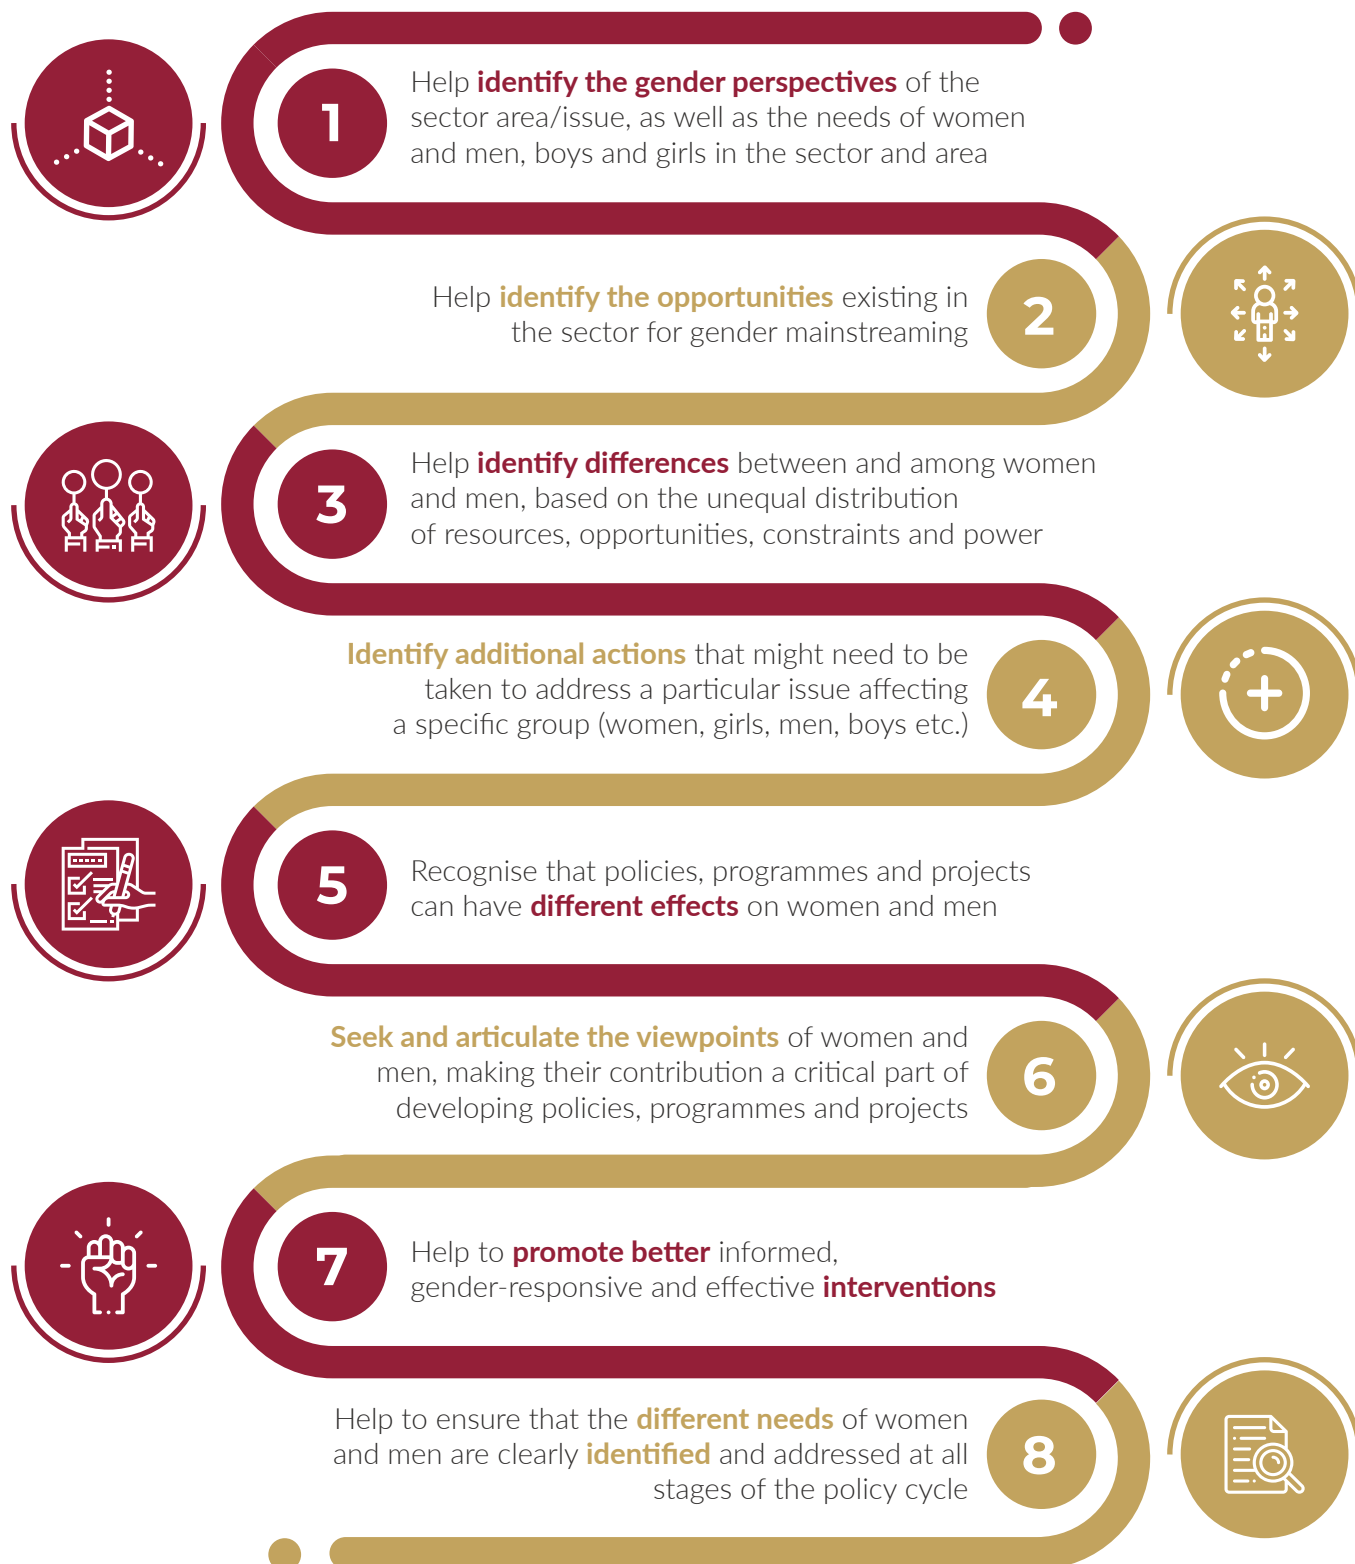 1
Help identify the gender perspectives of the
sector area/issue, as well as the needs of women
and men, boys and girls in the sector and area
Help identify the opportunities existing in
the sector for gender mainstreaming
2
3
Help identify differences between and among women
and men, based on the unequal distribution
of resources, opportunities, constraints and power
Identify additional actions that might need to be
taken to address a particular issue affecting
a specific group (women, girls, men, boys etc.)
4
5
Recognise that policies, programmes and projects
can have different effects on women and men
Seek and articulate the viewpoints of women and
men, making their contribution a critical part of
developing policies, programmes and projects
6
7
Help to promote better informed,
gender-responsive and effective interventions
Help to ensure that the different needs of women
and men are clearly identified and addressed at all
stages of the policy cycle
8